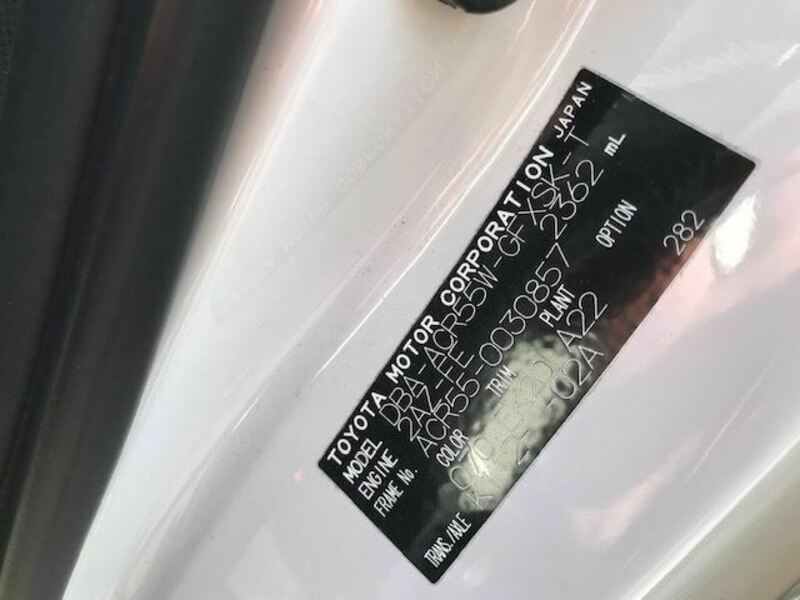 TOYOTA MOTOR CORPORATION JAPAN
MODEL DBA-ACR55W-GFXSK-T
ENGINE 2AZ-FE 2362 mL
FRAME No. ACR55-0030857
COLOR TRIM PLANT OPTION
A22 282
TRANS./AXLE -02A